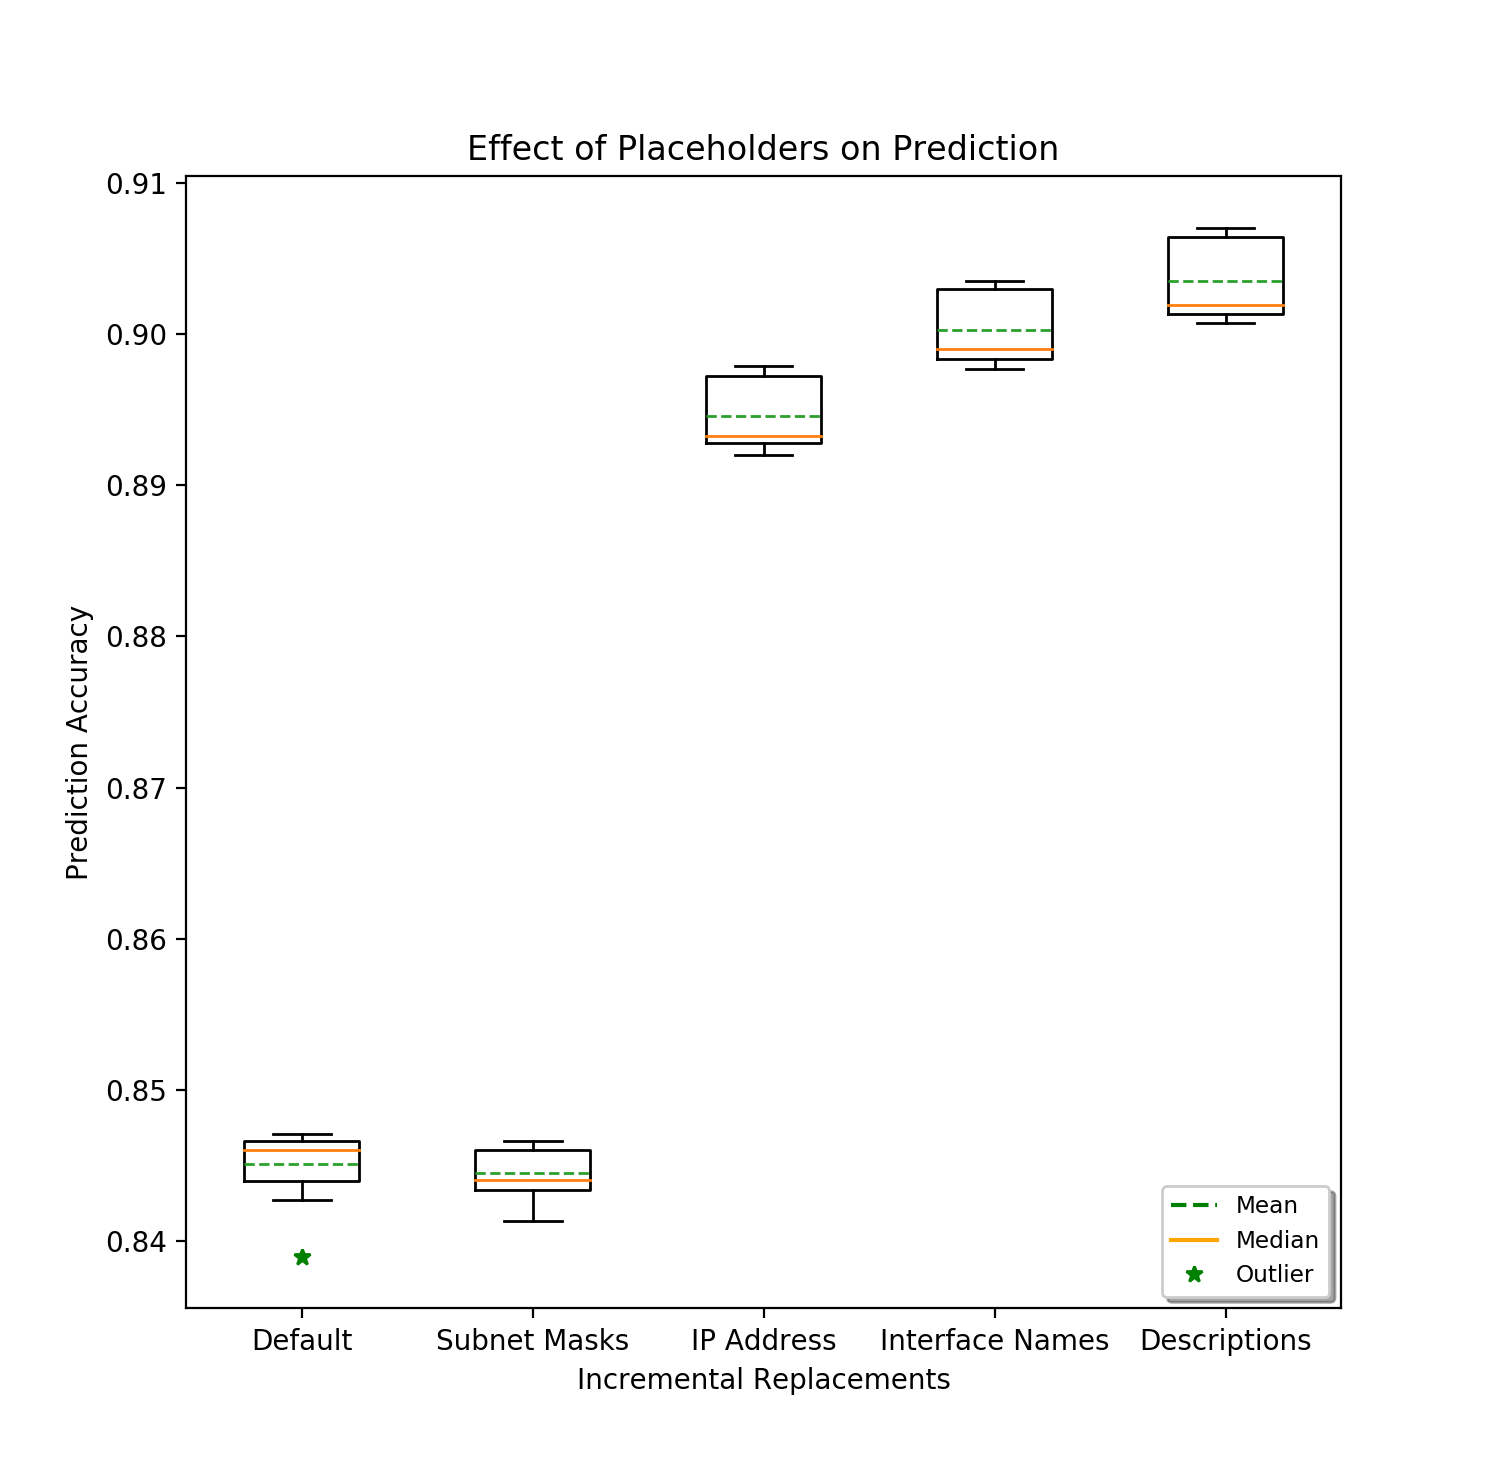 Effect of Placeholders on Prediction
0.91
0.90
0.89
0.88
0.87
0.86
0.85
0.84
Prediction Accuracy
Mean
Median
Outlier
Default
Subnet Masks
IP Address
Interface Names
Descriptions
Incremental Replacements